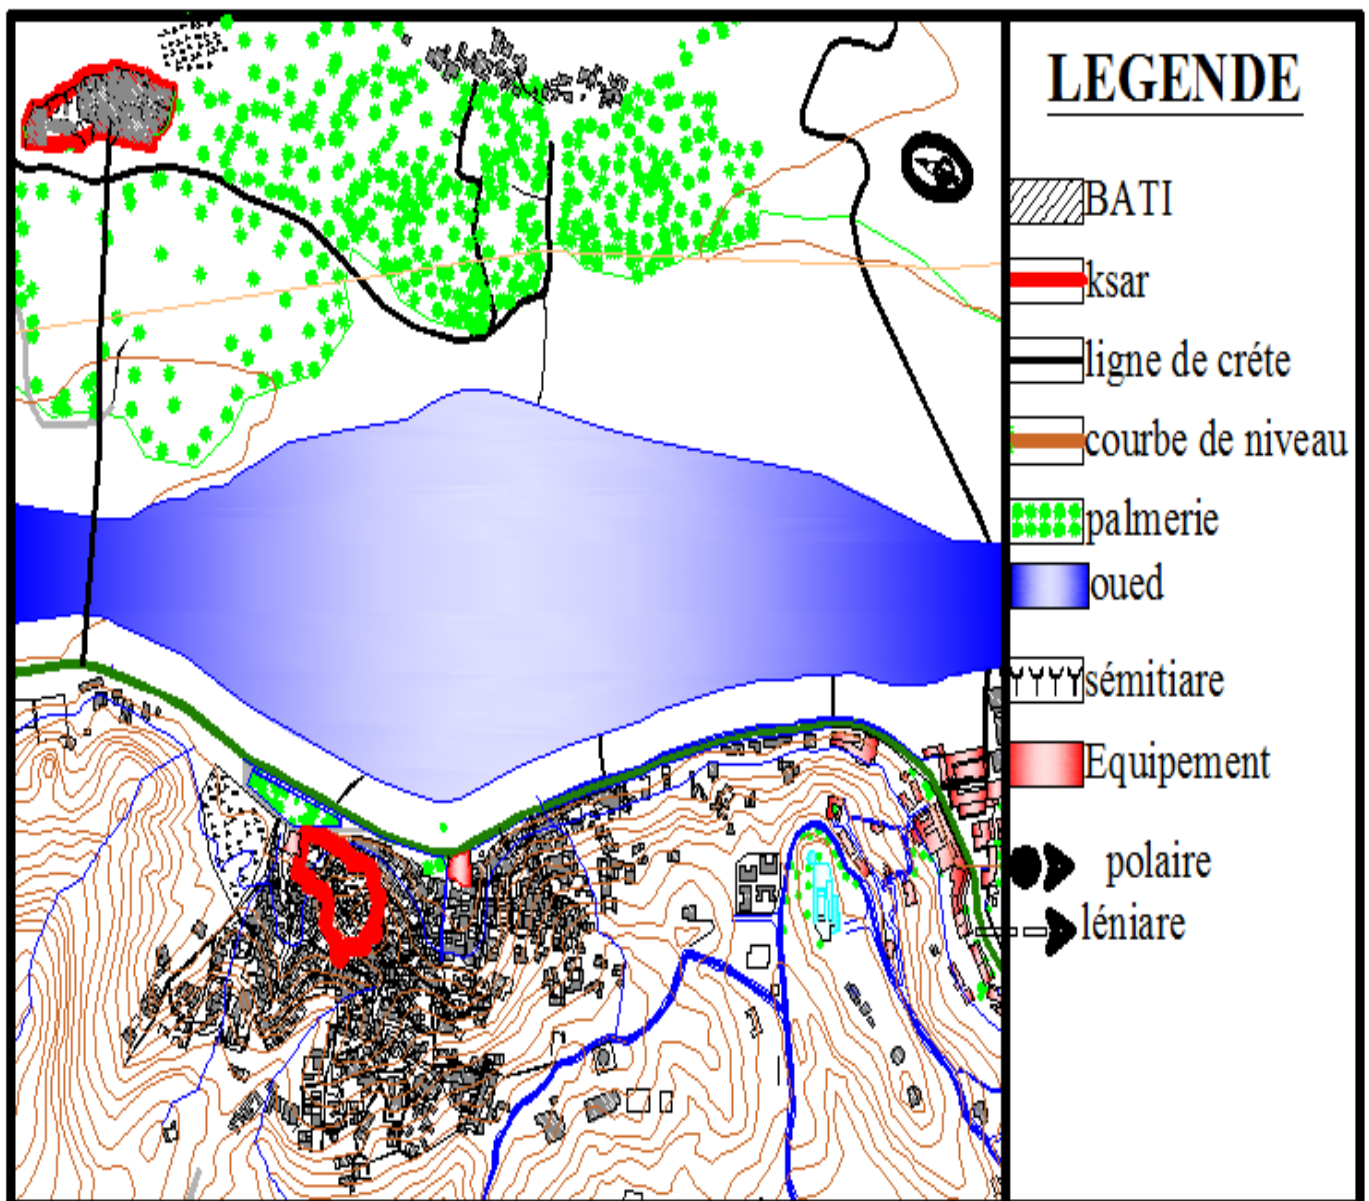 LEGENDE
BATI
ksar
ligne de créte
courbe de niveau
palmerie
oued
sémitiare
Equipement
polaire
léniare